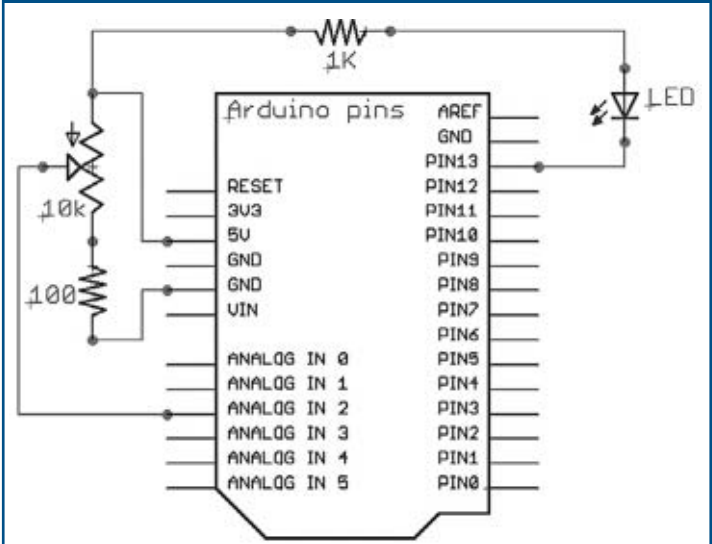 1K
LED
Arduino pins
AREF
GND
PIN13
10k
RESET
PIN12
3V3
PIN11
5V
PIN10
GND
PIN9
100
GND
PIN8
VIN
PIN7
PIN6
ANALOG IN 0
PIN5
ANALOG IN 1
PIN4
ANALOG IN 2
PIN3
ANALOG IN 3
PIN2
ANALOG IN 4
PIN1
ANALOG IN 5
PIN0